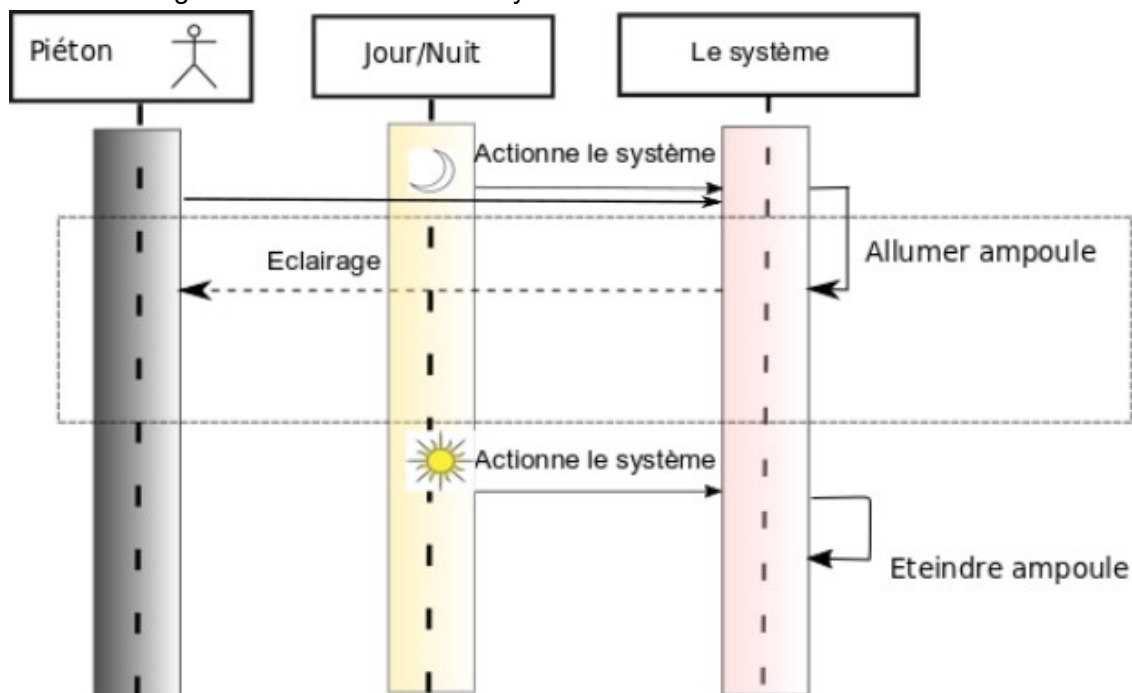 Piéton
Jour/Nuit
Le système
Actionne le système
Allumer ampoule
Eclairage
Actionne le système
Eteindre ampoule